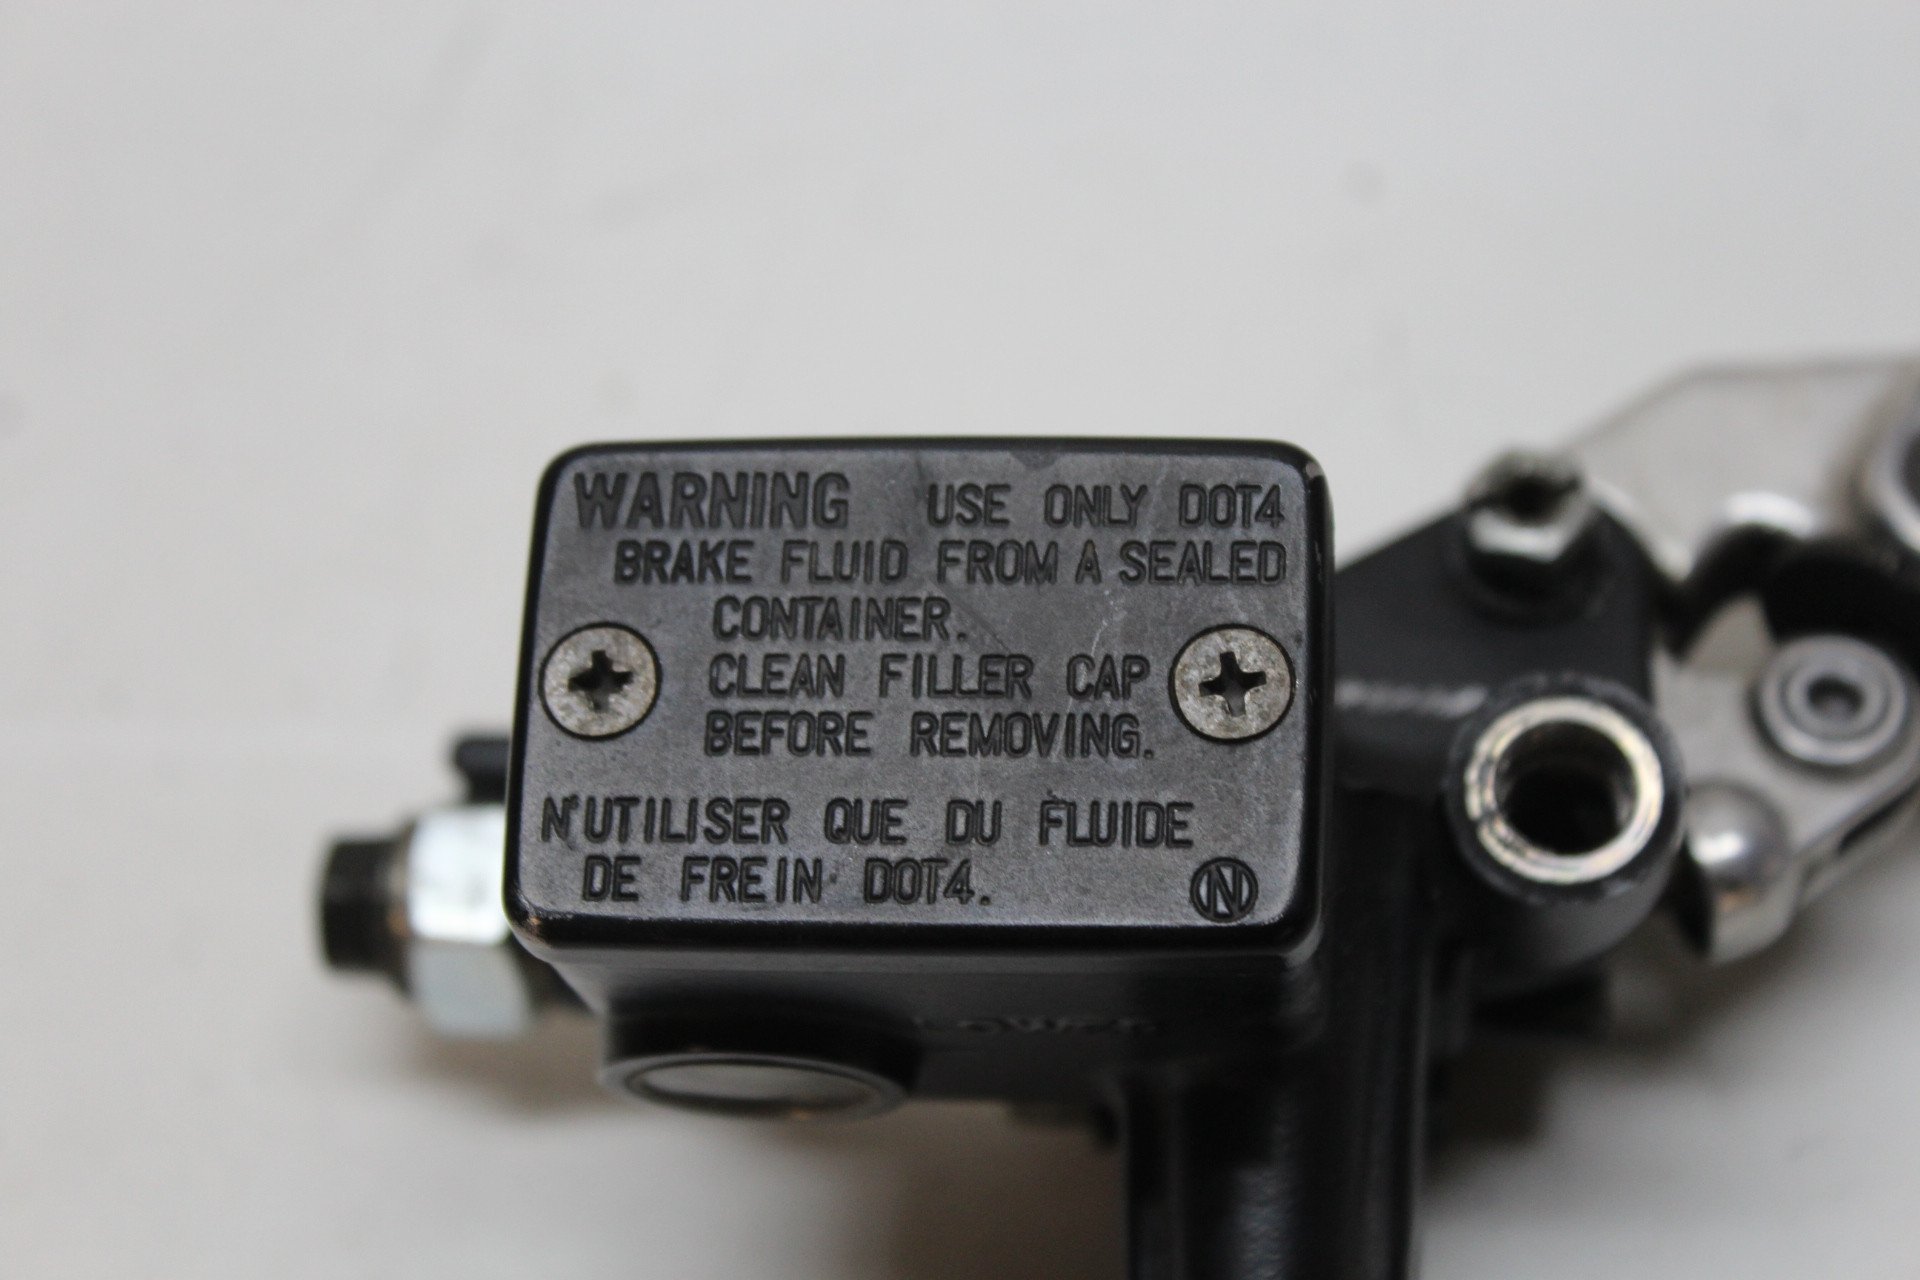 WARNING USE ONLY DOT4
BRAKE FLUID FROM A SEALED
CONTAINER.
CLEAN FILLER CAP
BEFORE REMOVING.
N'UTILISER QUE DU FLUIDE
DE FREIN DOT4.
N
LOWER